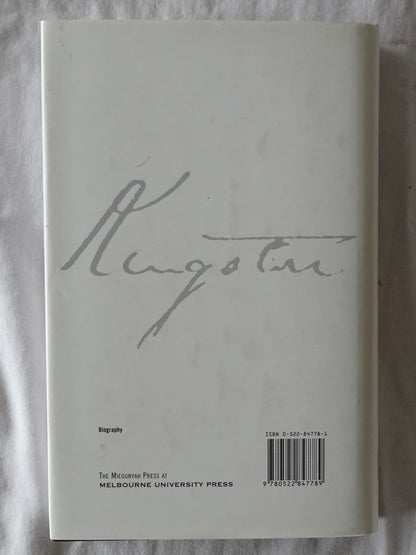 Kingston
Biography
ISBN 0-522-84778-1
THE MIEGUNYAH PRESS AT
MELBOURNE UNIVERSITY PRESS
9 780522 847789